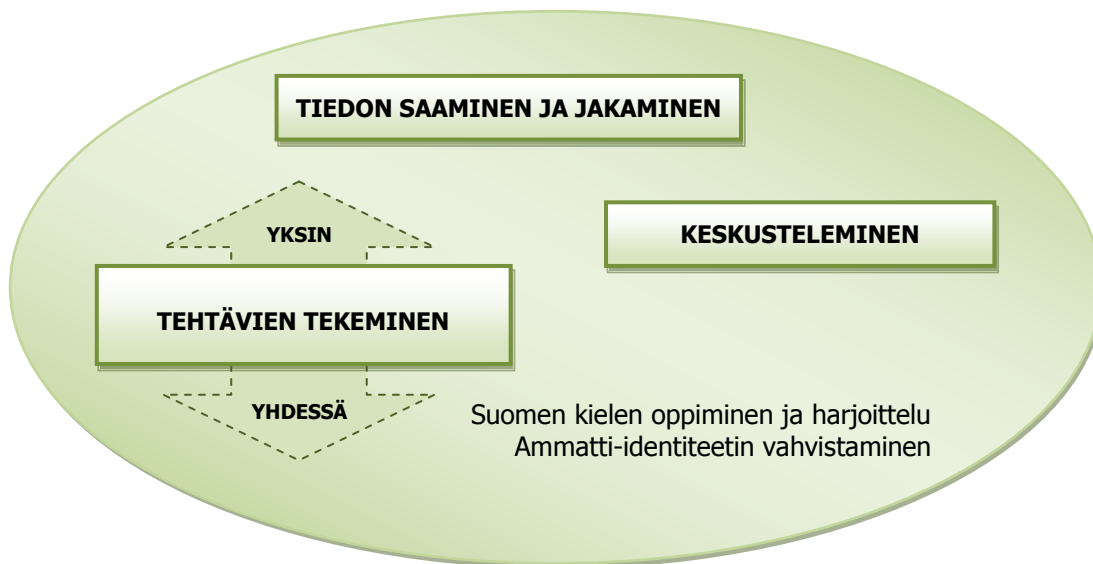 TIEDON SAAMINEN JA JAKAMINEN
YKSIN
KESKUSTELEMINEN
TEHTÄVIEN TEKEMINEN
YHDESSÄ
Suomen kielen oppiminen ja harjoittelu
Ammatti-identiteetin vahvistaminen